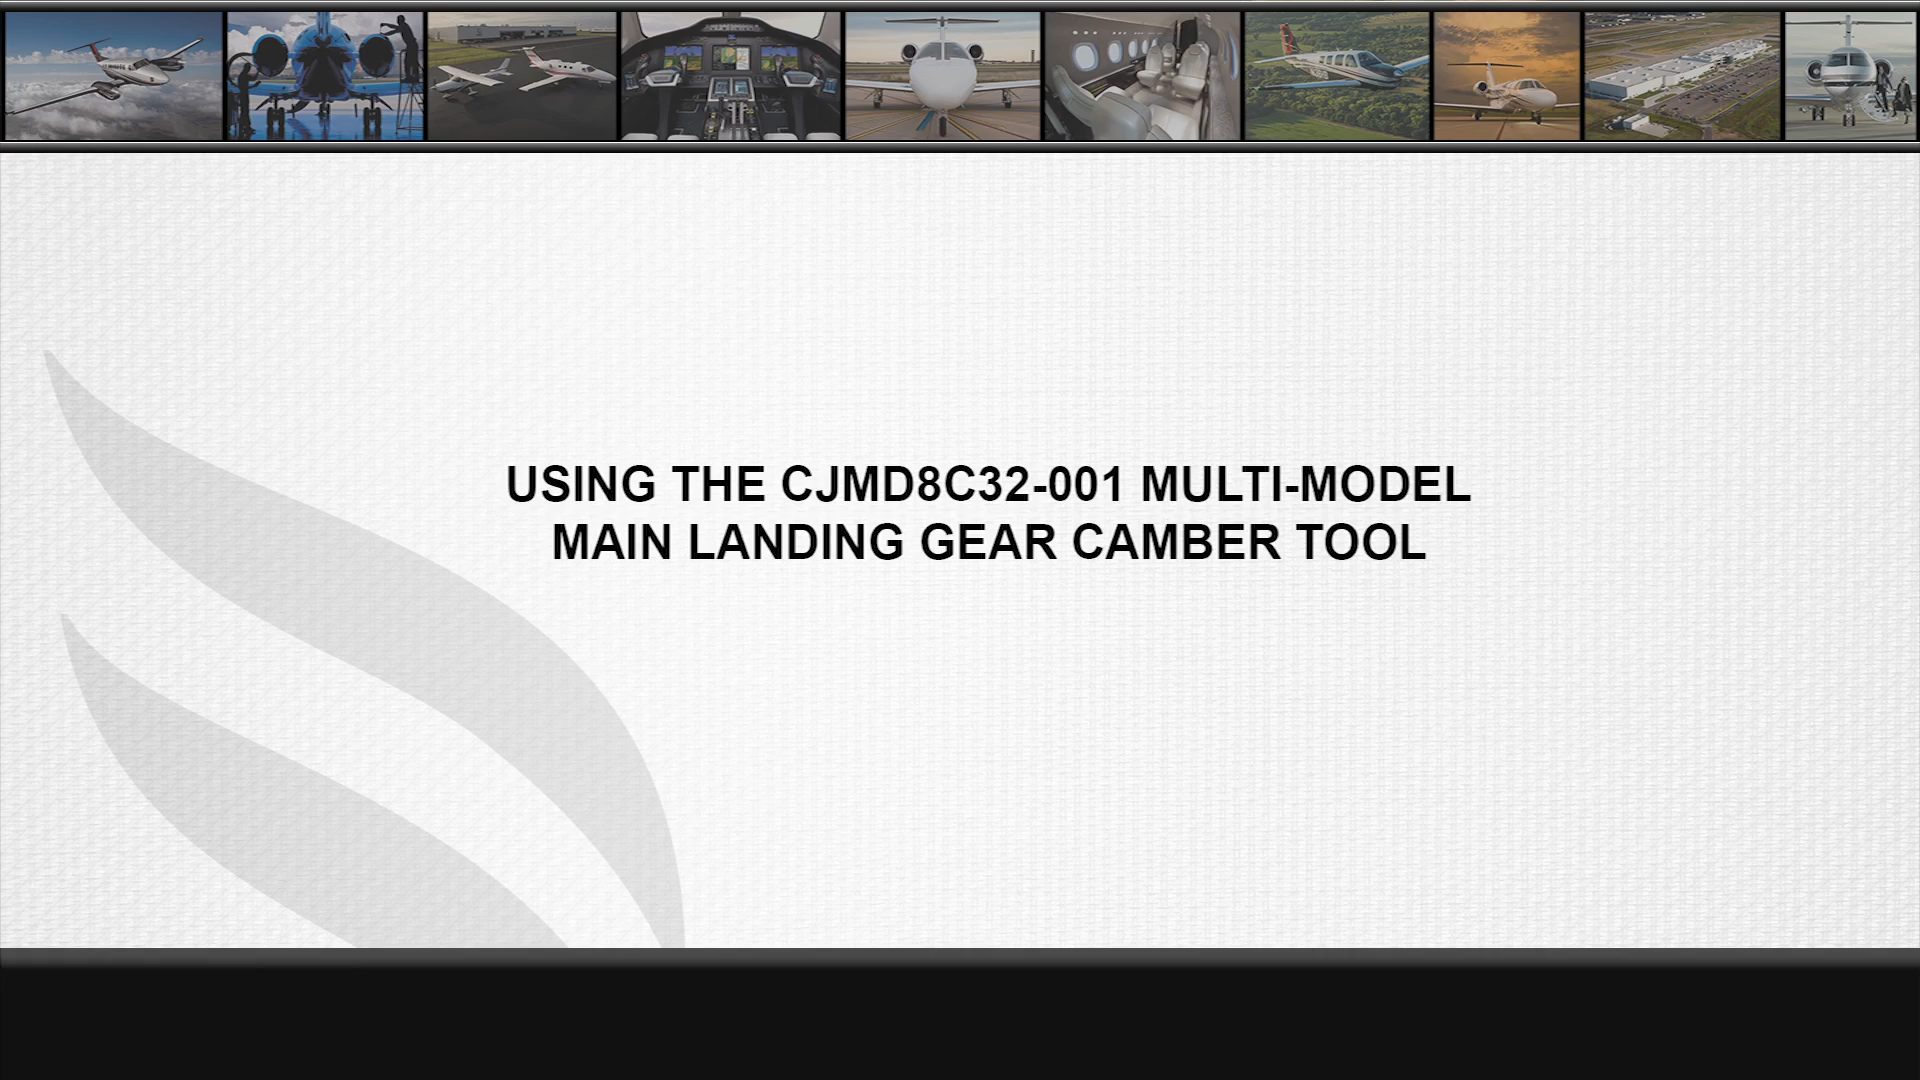 USING THE CJMD8C32-001 MULTI-MODEL
MAIN LANDING GEAR CAMBER TOOL